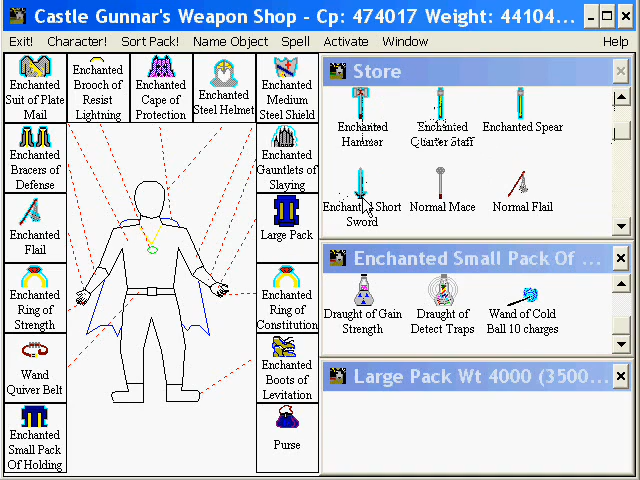 Castle Gunnar's Weapon Shop - Cp: 474017 Weight: 44104...
Exit! Character! Sort Pack! Name Object Spell Activate Window Help
Enchanted
Suit of Plate
Mail
Enchanted
Brooch of
Resist
Lightning
Enchanted
Cape of
Protection
Enchanted
Steel Helmet
Enchanted
Medium
Steel Shield
Enchanted
Bracers of
Defense
Enchanted
Gauntlets of
Slaying
Enchanted
Flail
Large Pack
Enchanted
Ring of
Strength
Enchanted
Ring of
Constitution
Wand
Quiver Belt
Enchanted
Boots of
Levitation
Enchanted
Small Pack
Of Holding
Purse
Store
Enchanted
Hammer
Enchanted
Quarter Staff
Enchanted Spear
Enchanted Short
Sword
Normal Mace
Normal Flail
Enchanted Small Pack Of ...
Draught of Gain
Strength
Draught of
Detect Traps
Wand of Cold
Ball 10 charges
Large Pack Wt 4000 (3500...